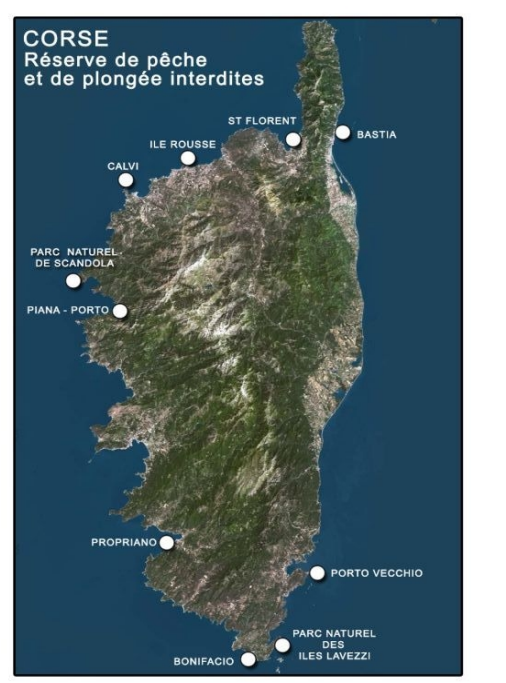 CORSE
Réserve de pêche
et de plongée interdites
ST FLORENT
BASTIA
ILE ROUSSE
CALVI
PARC NATUREL
DE SCANDOLA
PIANA - PORTO
PROPRIANO
PORTO VECCHIO
PARC NATUREL
DES
ILES LAVEZZI
BONIFACIO